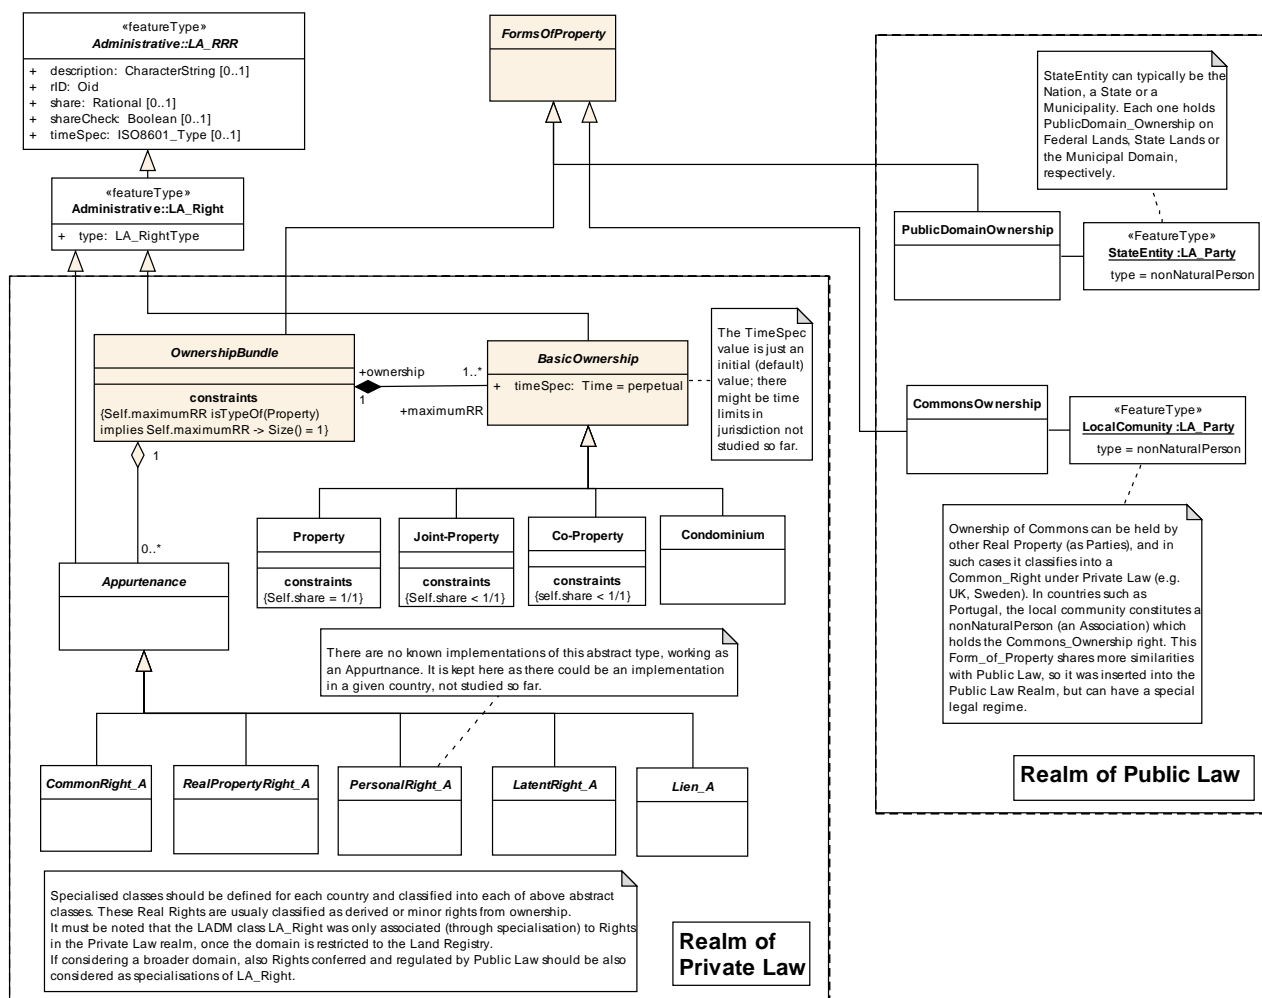 «featureType»
Administrative::LA_RRR
+ description: CharacterString [0..1]
+ rID: Oid
+ share: Rational [0..1]
+ shareCheck: Boolean [0..1]
+ timeSpec: ISO8601_Type [0..1]
«featureType»
Administrative::LA_Right
+ type: LA_RightType
FormsOfProperty
StateEntity can typically be the
Nation, a State or a
Municipality. Each one holds
PublicDomain_Ownership on
Federal Lands, State Lands or
the Municipal Domain,
respectively.
PublicDomainOwnership
«FeatureType»
StateEntity :LA_Party
type = nonNaturalPerson
OwnershipBundle
constraints
{Self.maximumRR isTypeOf(Property)
implies Self.maximumRR -> Size() = 1}
+ownership
1..*
1
+maximumRR
BasicOwnership
+ timeSpec: Time = perpetual
The TimeSpec
value is just an
initial (default)
value; there
might be time
limits in
jurisdiction not
studied so far.
CommonsOwnership
«FeatureType»
LocalComunity :LA_Party
type = nonNaturalPerson
1
0..*
Property
constraints
{Self.share = 1/1}
Joint-Property
constraints
{Self.share < 1/1}
Co-Property
constraints
{self.share < 1/1}
Condominium
Appurtenance
Ownership of Commons can be held by
other Real Property (as Parties), and in
such cases it classifies into a
Common_Right under Private Law (e.g.
UK, Sweden). In countries such as
Portugal, the local community constitutes a
nonNaturalPerson (an Association) which
holds the Commons_Ownership right. This
Form_of_Property shares more similarities
with Public Law, so it was inserted into the
Public Law Realm, but can have a special
legal regime.
There are no known implementations of this abstract type, working as
an Appurtnance. It is kept here as there could be an implementation
in a given country, not studied so far.
CommonRight_A
RealPropertyRight_A
PersonalRight_A
LatentRight_A
Lien_A
Realm of Public Law
Specialised classes should be defined for each country and classified into each of above abstract
classes. These Real Rights are usualy classified as derived or minor rights from ownership.
It must be noted that the LADM class LA_Right was only associated (through specialisation) to Rights
in the Private Law realm, once the domain is restricted to the Land Registry.
If considering a broader domain, also Rights conferred and regulated by Public Law should be also
considered as specialisations of LA_Right.
Realm of
Private Law